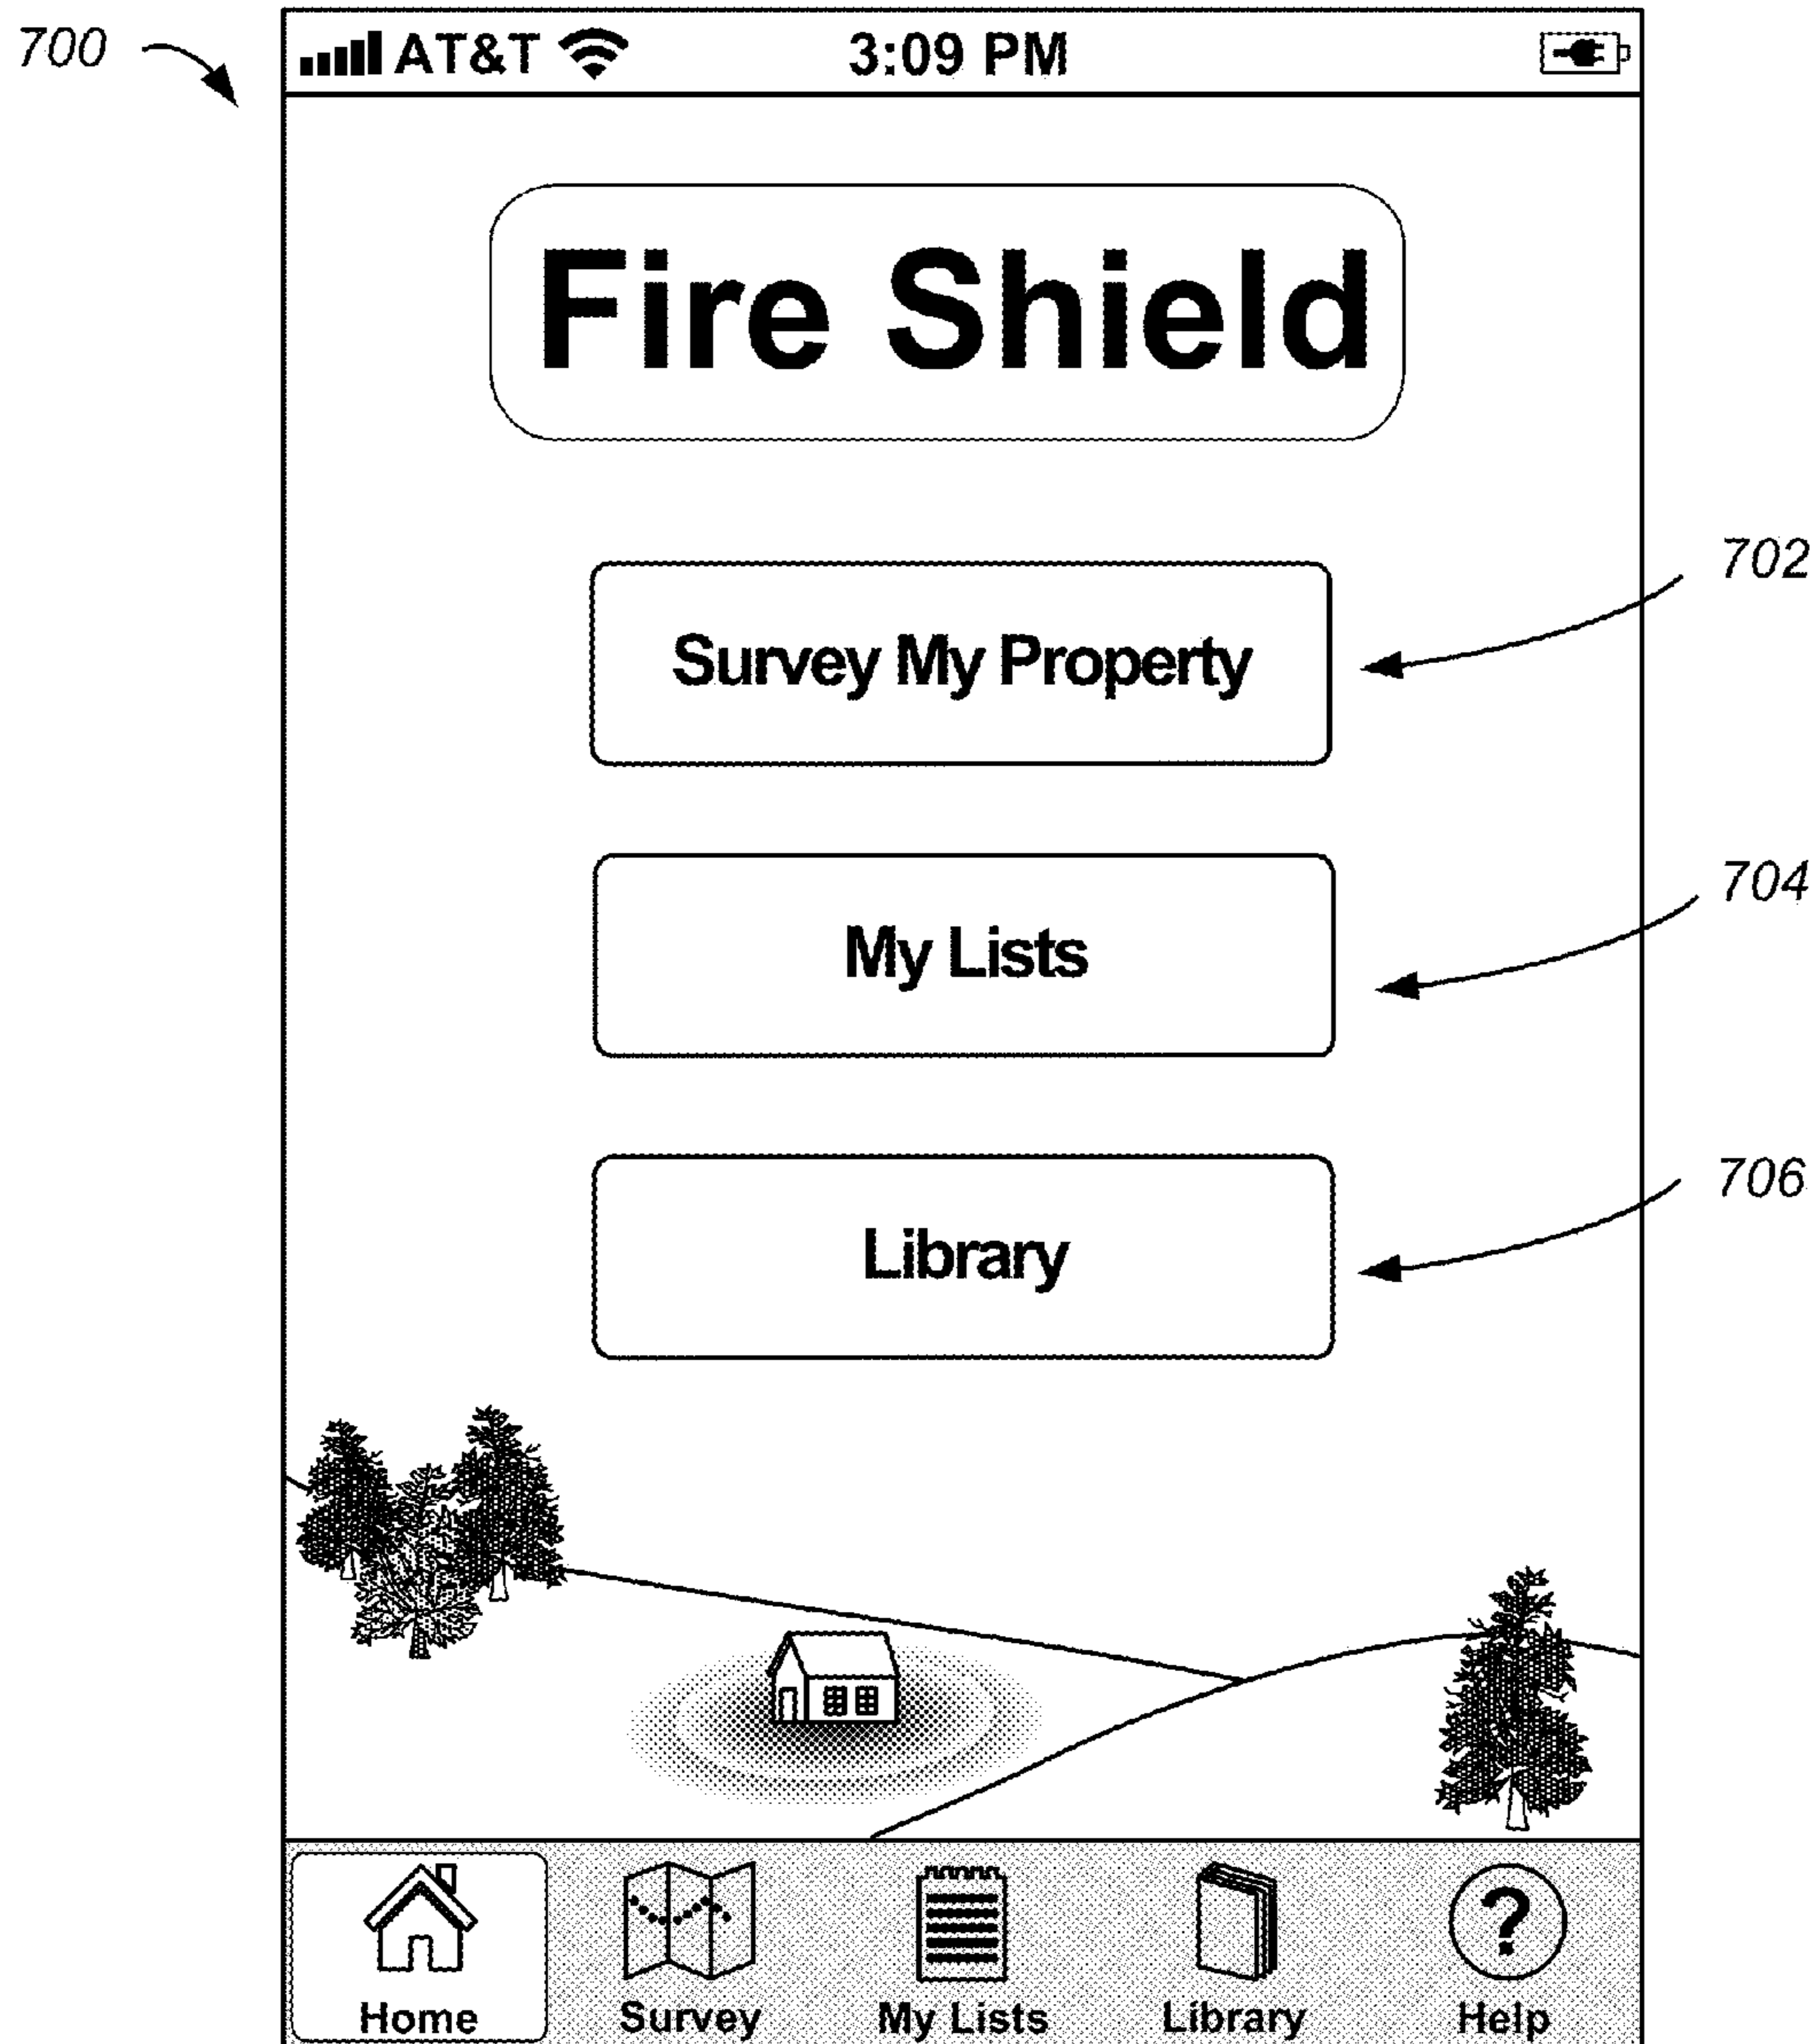 700
AT&T 3:09 PM
Fire Shield
702
Survey My Property
704
My Lists
706
Library
Home Survey My Lists Library Help